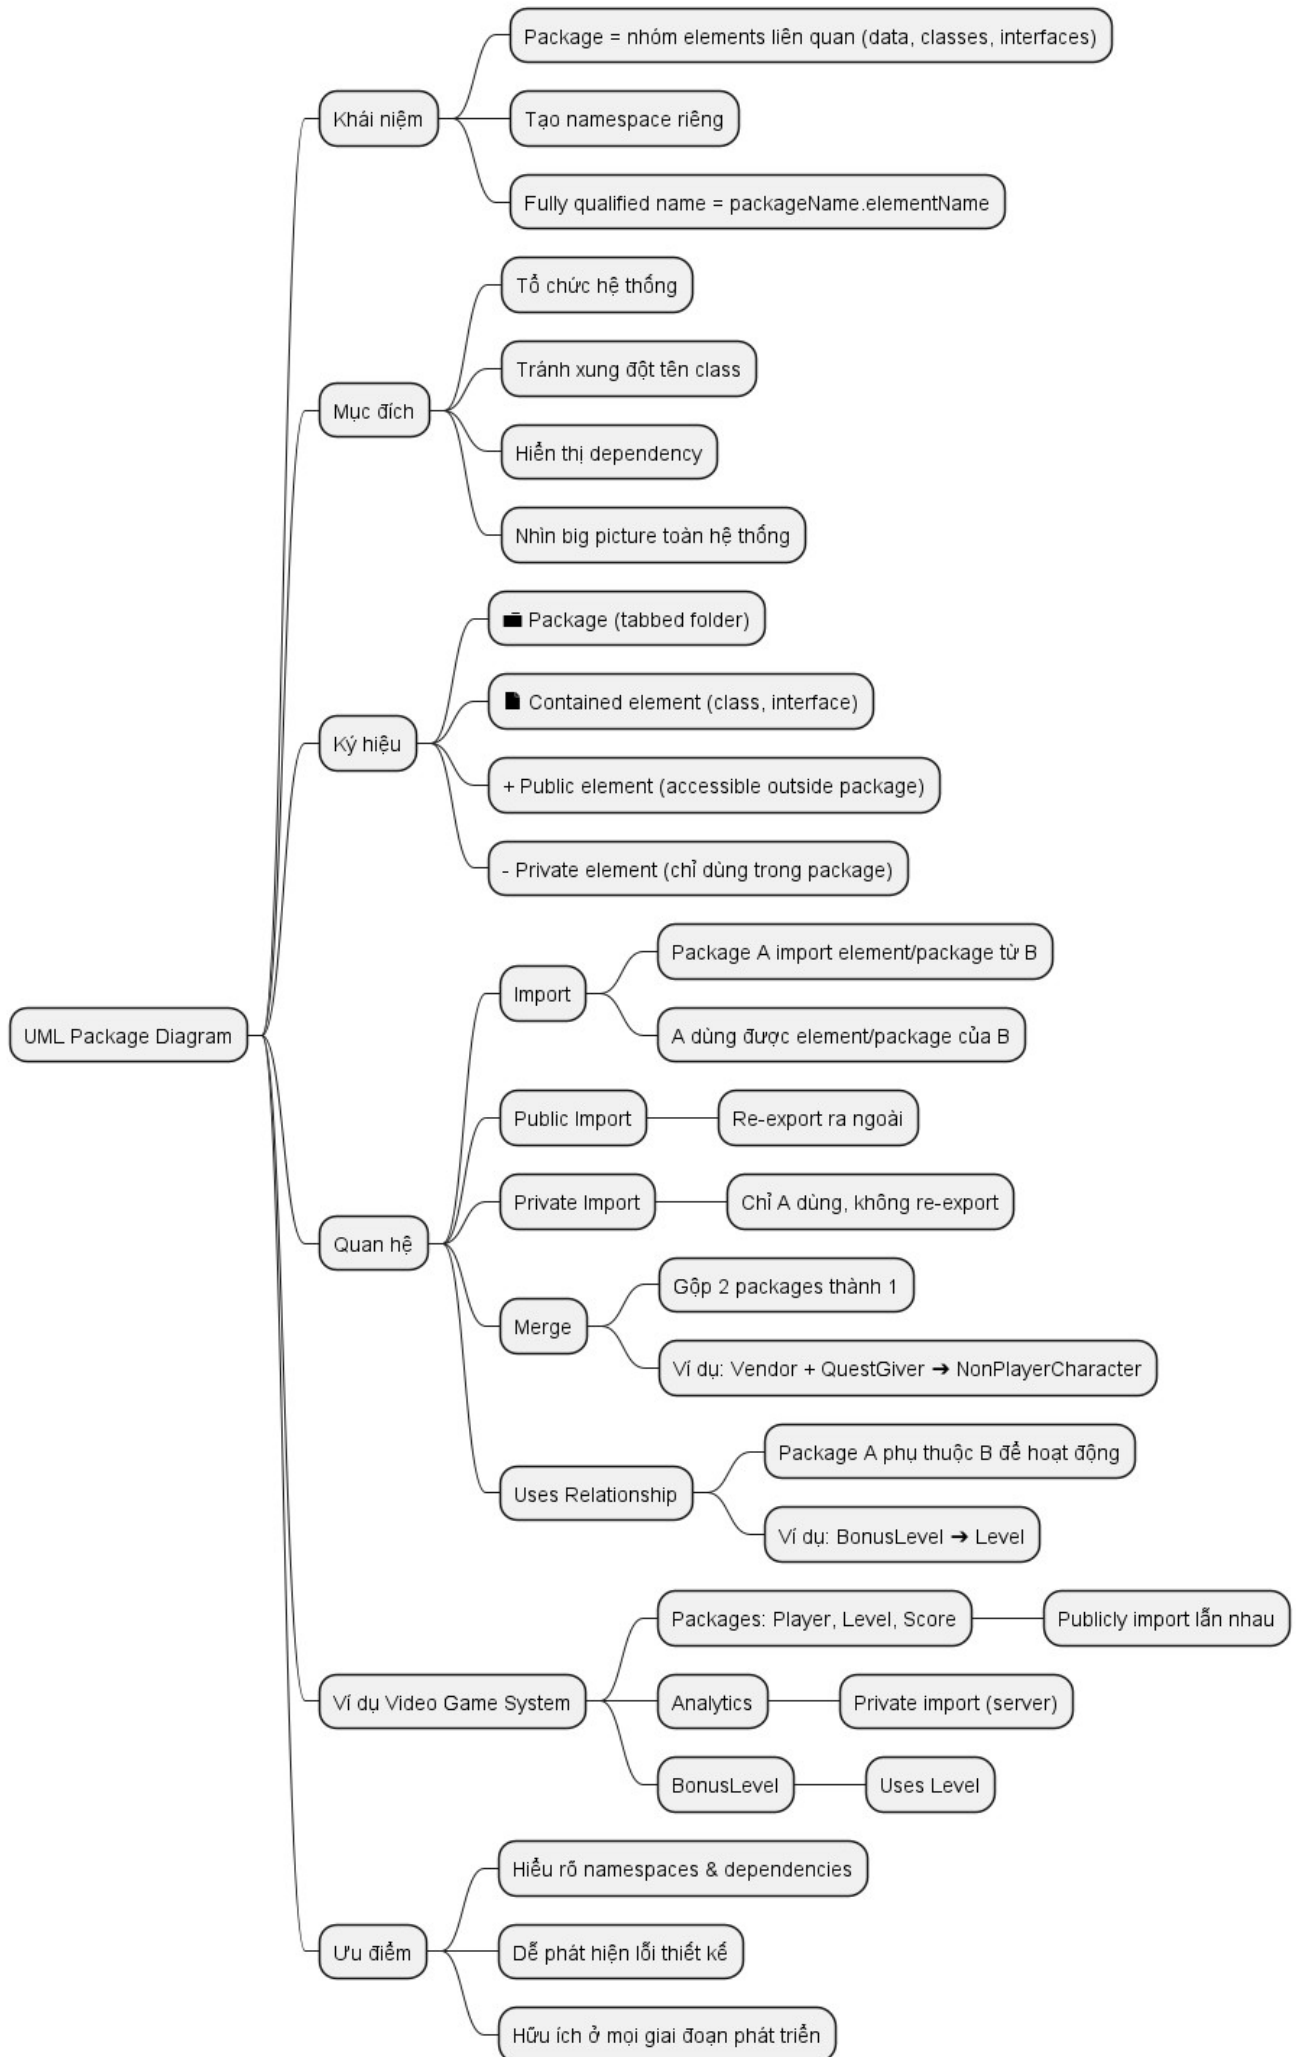 UML Package Diagram
Khái niệm
Package = nhóm elements liên quan (data, classes, interfaces)
Tạo namespace riêng
Fully qualified name = packageName.elementName
Mục đích
Tổ chức hệ thống
Tránh xung đột tên class
Hiển thị dependency
Nhìn big picture toàn hệ thống
Ký hiệu
Package (tabbed folder)
Contained element (class, interface)
+ Public element (accessible outside package)
- Private element (chỉ dùng trong package)
Quan hệ
Import
Package A import element/package từ B
A dùng được element/package của B
Public Import
Re-export ra ngoài
Private Import
Chỉ A dùng, không re-export
Merge
Gộp 2 packages thành 1
Ví dụ: Vendor + QuestGiver ➔ NonPlayerCharacter
Uses Relationship
Package A phụ thuộc B để hoạt động
Ví dụ: BonusLevel ➔ Level
Ví dụ Video Game System
Packages: Player, Level, Score
Publicly import lẫn nhau
Analytics
Private import (server)
BonusLevel
Uses Level
Ưu điểm
Hiểu rõ namespaces & dependencies
Dễ phát hiện lỗi thiết kế
Hữu ích ở mọi giai đoạn phát triển